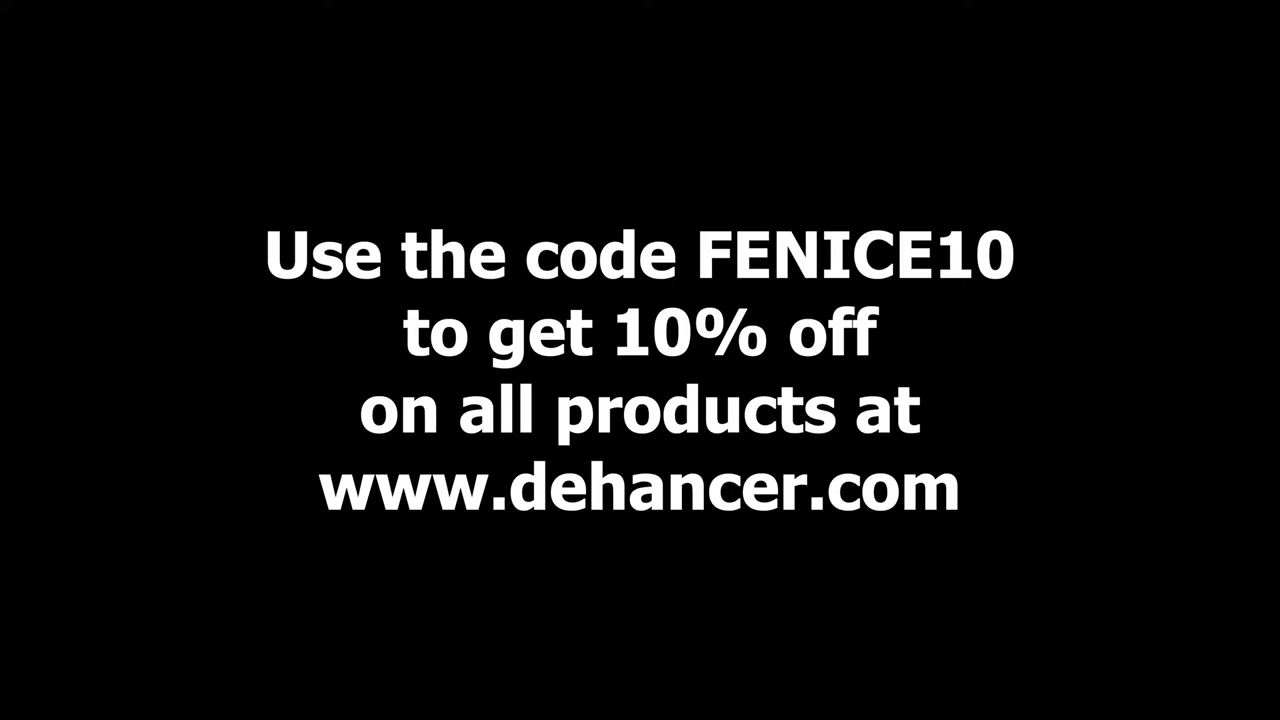 Use the code FENICE10
to get 10% off
on all products at
www.dehancer.com